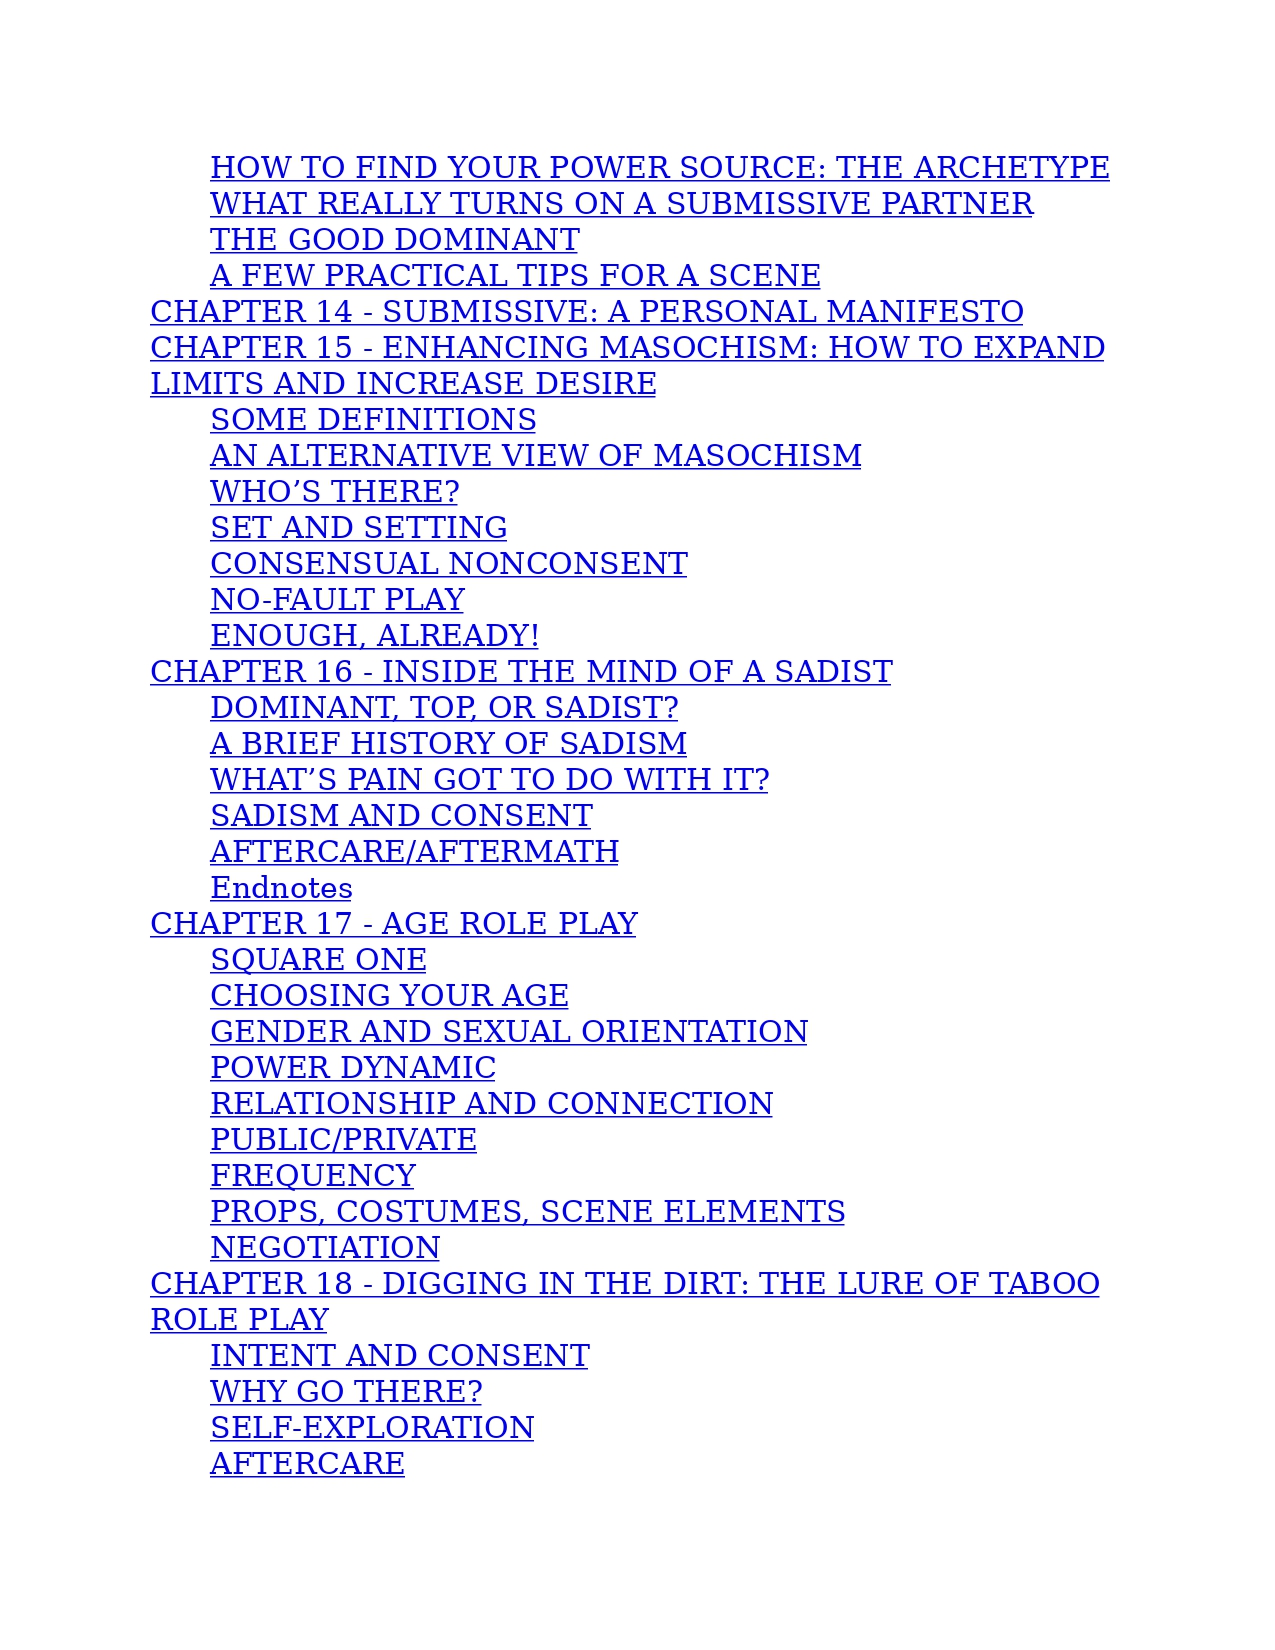 HOW TO FIND YOUR POWER SOURCE: THE ARCHETYPE
WHAT REALLY TURNS ON A SUBMISSIVE PARTNER
THE GOOD DOMINANT
A FEW PRACTICAL TIPS FOR A SCENE
CHAPTER 14 - SUBMISSIVE: A PERSONAL MANIFESTO
CHAPTER 15 - ENHANCING MASOCHISM: HOW TO EXPAND
LIMITS AND INCREASE DESIRE
SOME DEFINITIONS
AN ALTERNATIVE VIEW OF MASOCHISM
WHO’S THERE?
SET AND SETTING
CONSENSUAL NONCONSENT
NO-FAULT PLAY
ENOUGH, ALREADY!
CHAPTER 16 - INSIDE THE MIND OF A SADIST
DOMINANT, TOP, OR SADIST?
A BRIEF HISTORY OF SADISM
WHAT’S PAIN GOT TO DO WITH IT?
SADISM AND CONSENT
AFTERCARE/AFTERMATH
Endnotes
CHAPTER 17 - AGE ROLE PLAY
SQUARE ONE
CHOOSING YOUR AGE
GENDER AND SEXUAL ORIENTATION
POWER DYNAMIC
RELATIONSHIP AND CONNECTION
PUBLIC/PRIVATE
FREQUENCY
PROPS, COSTUMES, SCENE ELEMENTS
NEGOTIATION
CHAPTER 18 - DIGGING IN THE DIRT: THE LURE OF TABOO
ROLE PLAY
INTENT AND CONSENT
WHY GO THERE?
SELF-EXPLORATION
AFTERCARE